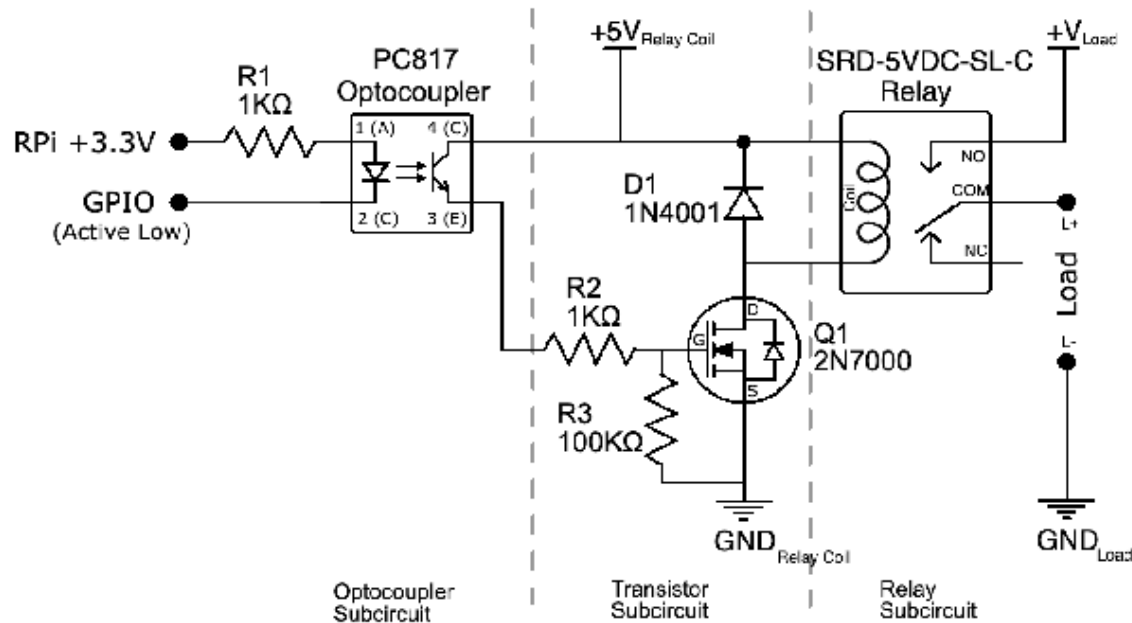 +5V Relay Coil
+V Load
PC817
Optocoupler
SRD-5VDC-SL-C
Relay
R1
1KΩ
RPi +3.3V
1 (A)
4 (C)
GPIO
(Active Low)
2 (C)
3 (E)
D1
1N4001
Coil
NO
COM
NC
L+
Load
L-
R2
1KΩ
D
G
S
Q1
2N7000
R3
100KΩ
GND Relay Coil
GND Load
Optocoupler
Subcircuit
Transistor
Subcircuit
Relay
Subcircuit